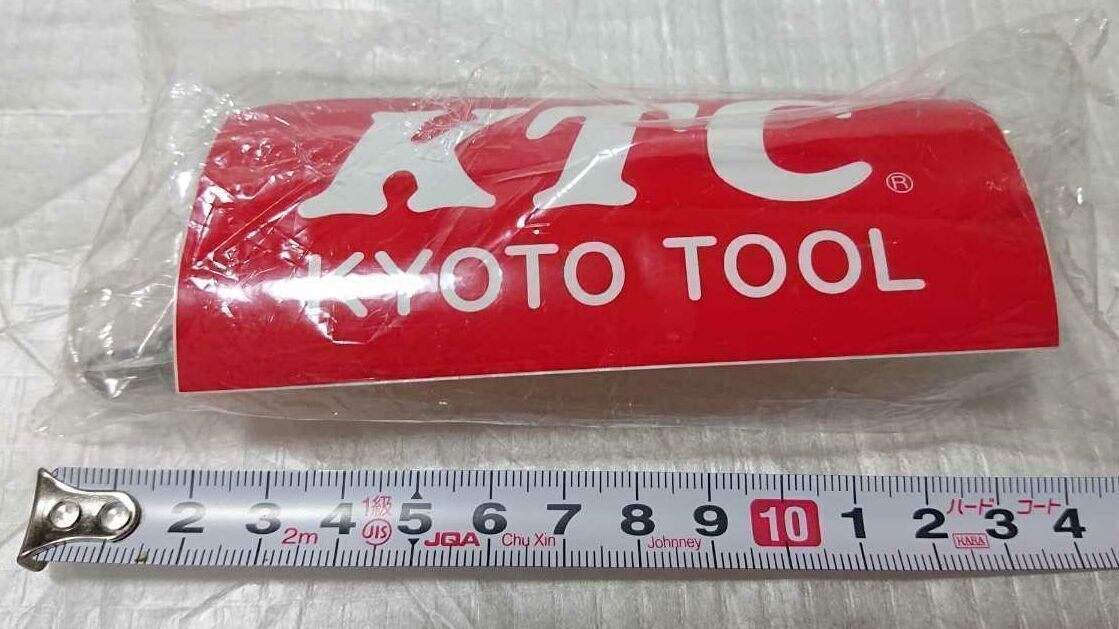 KTC®
KYOTO TOOL
2 3 4 5 6 7 8 9 10 1 2 3 4
2m 1級 JIS JQA Chu Xin Johnney ハードコート HARA